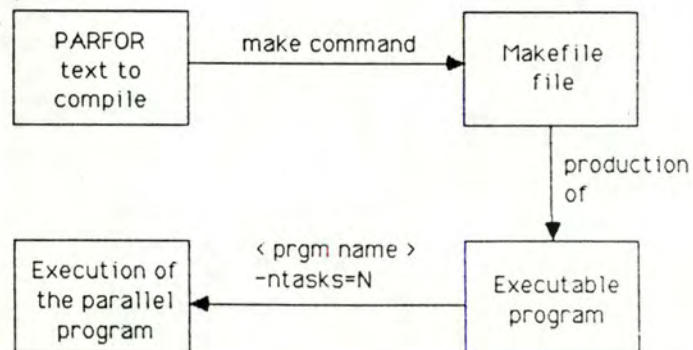 PARFOR
text to
compile
make command
Makefile
file
production
of
Executable
program
< prgm name >
-ntasks=N
Execution of
the parallel
program